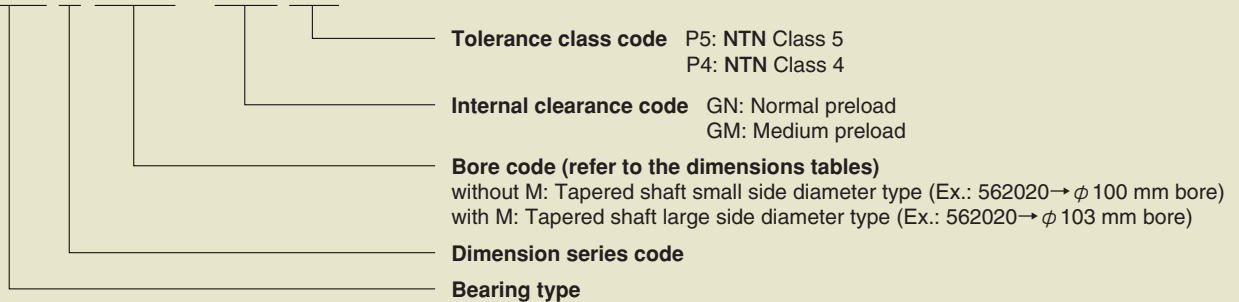 Tolerance class code P5: NTN Class 5
P4: NTN Class 4
Internal clearance code GN: Normal preload
GM: Medium preload
Bore code (refer to the dimensions tables)
without M: Tapered shaft small side diameter type (Ex.: 562020→φ100 mm bore)
with M: Tapered shaft large side diameter type (Ex.: 562020→φ103 mm bore)
Dimension series code
Bearing type